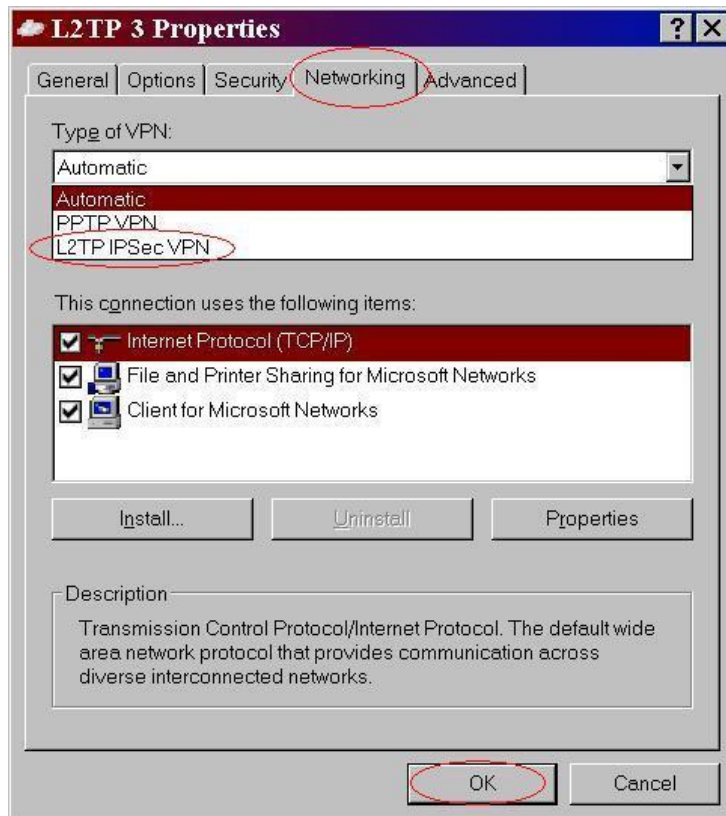 L2TP 3 Properties
? X
General Options Security Networking Advanced
Type of VPN:
Automatic
Automatic
PPTP VPN
L2TP IPSec VPN
This connection uses the following items:
Internet Protocol (TCP/IP)
File and Printer Sharing for Microsoft Networks
Client for Microsoft Networks
Install... Uninstall Properties
Description
Transmission Control Protocol/Internet Protocol. The default wide
area network protocol that provides communication across
diverse interconnected networks.
OK Cancel